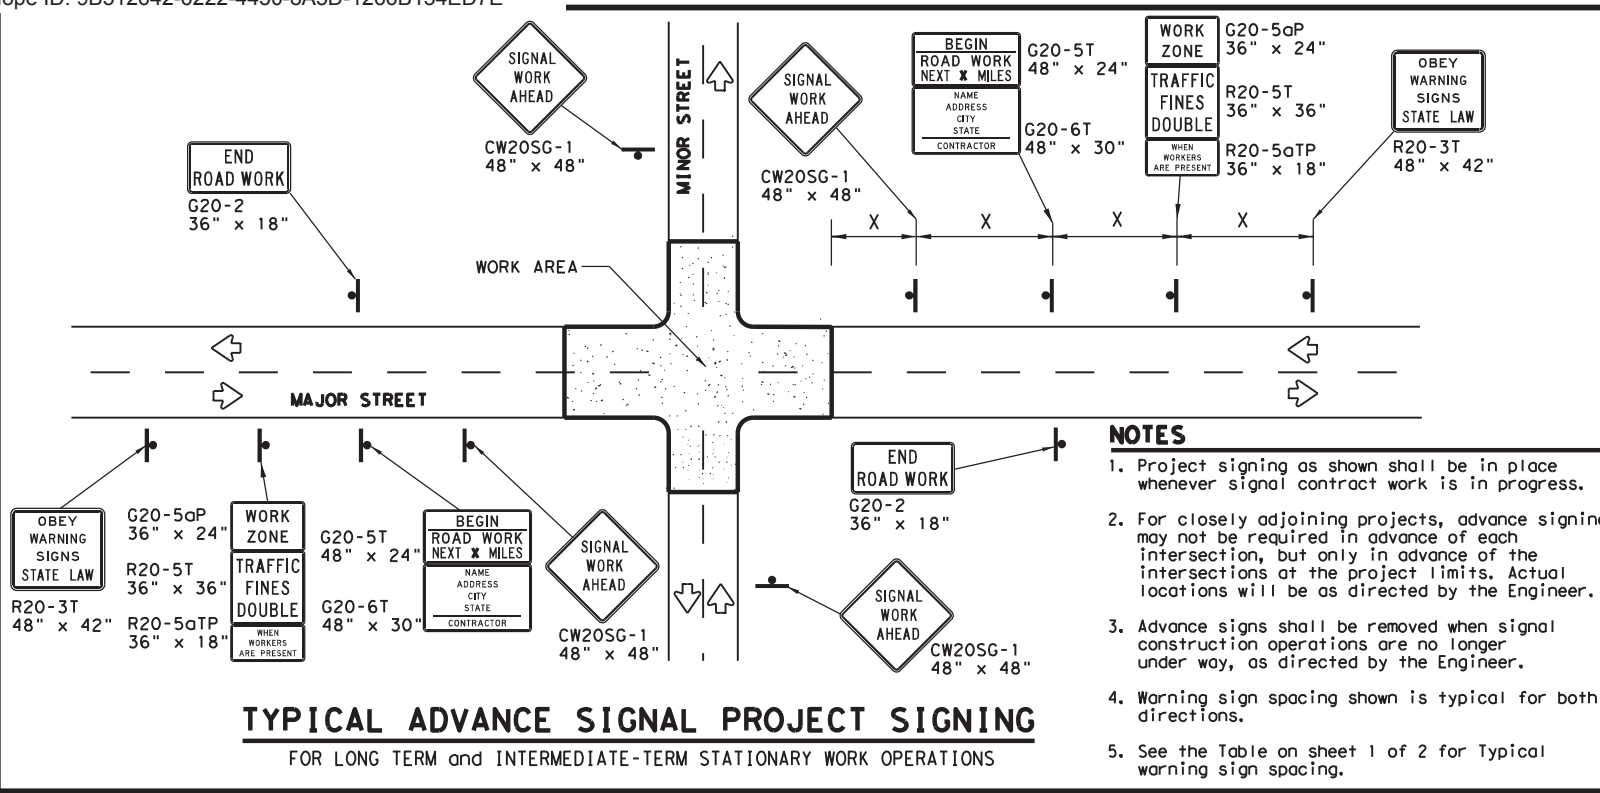 SIGNAL
WORK
AHEAD
CW20SG-1
48" x 48"
END
ROAD WORK
G20-2
36" x 18"
MINOR STREET
SIGNAL
WORK
AHEAD
CW20SG-1
48" x 48"
BEGIN
ROAD WORK
NEXT X MILES
NAME
ADDRESS
CITY
STATE
CONTRACTOR
G20-5T
48" x 24"
G20-6T
48" x 30"
WORK
ZONE
TRAFFIC
FINES
DOUBLE
WHEN
WORKERS
ARE PRESENT
G20-5aP
36" x 24"
R20-5T
36" x 36"
R20-5aTP
36" x 18"
OBEY
WARNING
SIGNS
STATE LAW
R20-3T
48" x 42"
X
X
X
X
WORK AREA
MAJOR STREET
OBEY
WARNING
SIGNS
STATE LAW
R20-3T
48" x 42"
G20-5aP
36" x 24"
R20-5T
36" x 36"
R20-5aTP
36" x 18"
WORK
ZONE
TRAFFIC
FINES
DOUBLE
WHEN
WORKERS
ARE PRESENT
G20-5T
48" x 24"
G20-6T
48" x 30"
BEGIN
ROAD WORK
NEXT X MILES
NAME
ADDRESS
CITY
STATE
CONTRACTOR
SIGNAL
WORK
AHEAD
CW20SG-1
48" x 48"
END
ROAD WORK
G20-2
36" x 18"
SIGNAL
WORK
AHEAD
CW20SG-1
48" x 48"
TYPICAL ADVANCE SIGNAL PROJECT SIGNING
FOR LONG TERM and INTERMEDIATE-TERM STATIONARY WORK OPERATIONS
NOTES
1. Project signing as shown shall be in place
whenever signal contract work is in progress.
2. For closely adjoining projects, advance signing
may not be required in advance of each
intersection, but only in advance of the
intersections at the project limits. Actual
locations will be as directed by the Engineer.
3. Advance signs shall be removed when signal
construction operations are no longer
under way, as directed by the Engineer.
4. Warning sign spacing shown is typical for both
directions.
5. See the Table on sheet 1 of 2 for Typical
warning sign spacing.